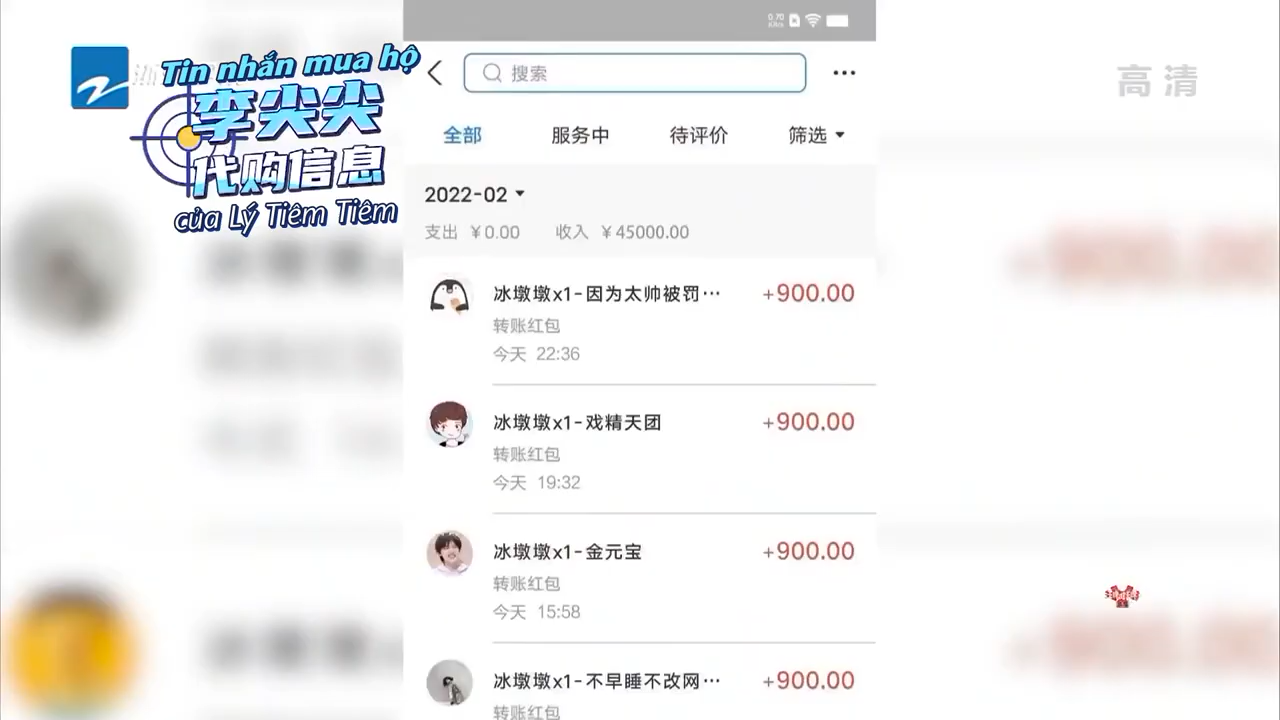 Tin nhắn mua hộ
李尖尖
代购信息
của Lý Tiêm Tiêm
高清
0.70
搜索
全部
服务中
待评价
筛选
2022-02
支出 ￥0.00 收入 ￥45000.00
冰墩墩x1-因为太帅被罚… +900.00
转账红包
今天 22:36
冰墩墩x1-戏精天团 +900.00
转账红包
今天 19:32
冰墩墩x1-金元宝 +900.00
转账红包
今天 15:58
冰墩墩x1-不早睡不改网… +900.00
转账红包